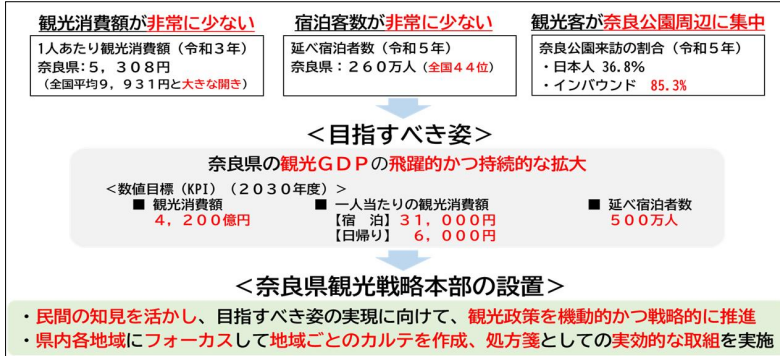 観光消費額が非常に少ない
1人あたり観光消費額（令和３年）
奈良県：５，３０８円
（全国平均９，９３１円と大きな開き）
宿泊客数が非常に少ない
延べ宿泊者数（令和５年）
奈良県：２６０万人（全国４４位）
観光客が奈良公園周辺に集中
奈良公園来訪の割合（令和５年）
・日本人 36.8%
・インバウンド 85.3%
＜目指すべき姿＞
奈良県の観光ＧＤＰの飛躍的かつ持続的な拡大
＜数値目標（KPI）（２０３０年度）＞
■ 観光消費額
４，２００億円
■ 一人当たりの観光消費額
【宿　泊】３１，０００円
【日帰り】　６，０００円
■ 延べ宿泊者数
５００万人
＜奈良県観光戦略本部の設置＞
・民間の知見を活かし、目指すべき姿の実現に向けて、観光政策を機動的かつ戦略的に推進
・県内各地域にフォーカスして地域ごとのカルテを作成、処方箋としての実効的な取組を実施